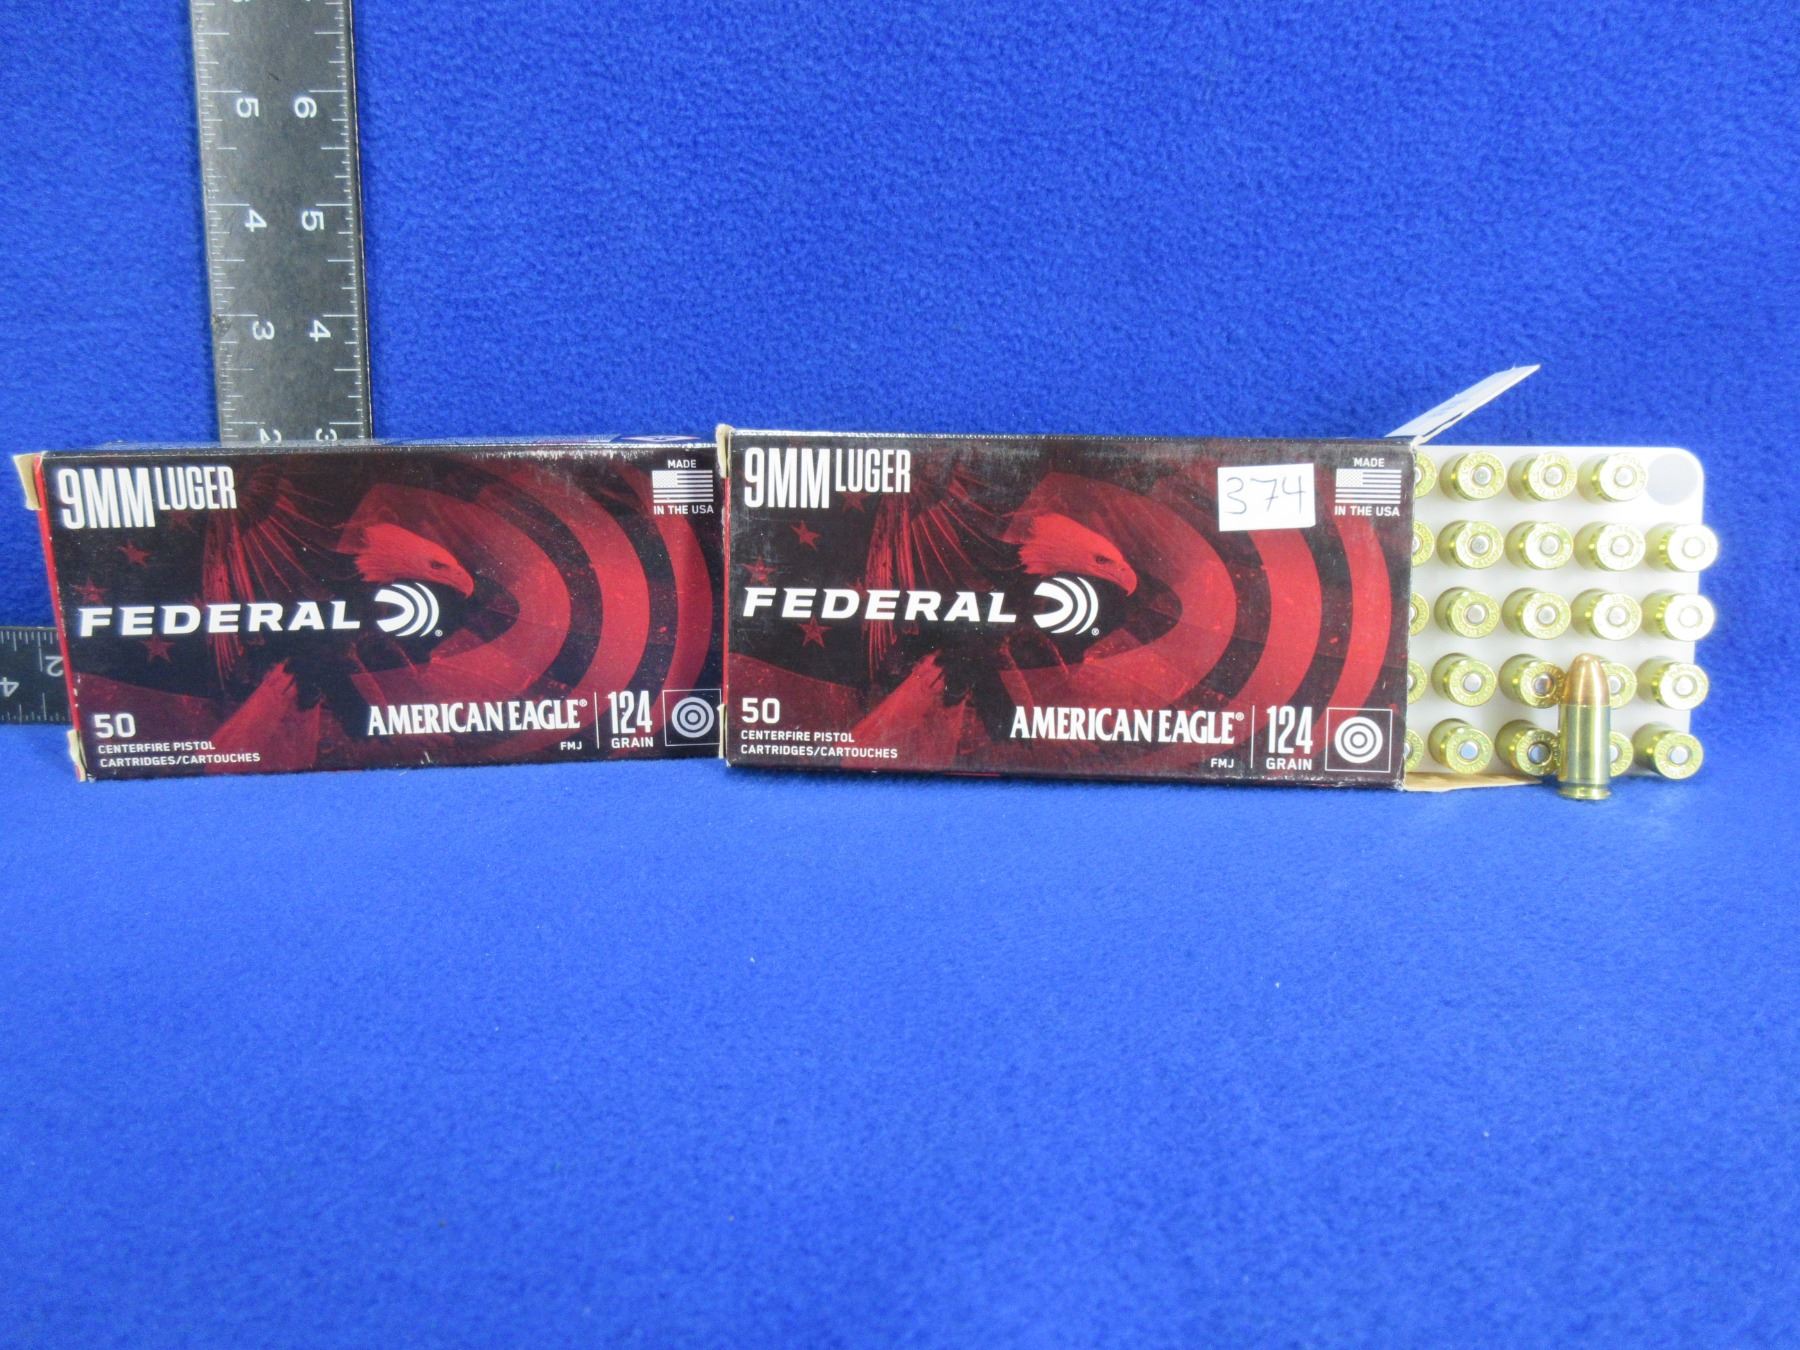 5 6
4 5
3 4
2 3
2
4
9MM LUGER
MADE
IN THE USA
FEDERAL
50
CENTERFIRE PISTOL
CARTRIDGES/CARTOUCHES
AMERICAN EAGLE®
FMJ
124
GRAIN
9MM LUGER
374
MADE
IN THE USA
FEDERAL
50
CENTERFIRE PISTOL
CARTRIDGES/CARTOUCHES
AMERICAN EAGLE®
FMJ
124
GRAIN